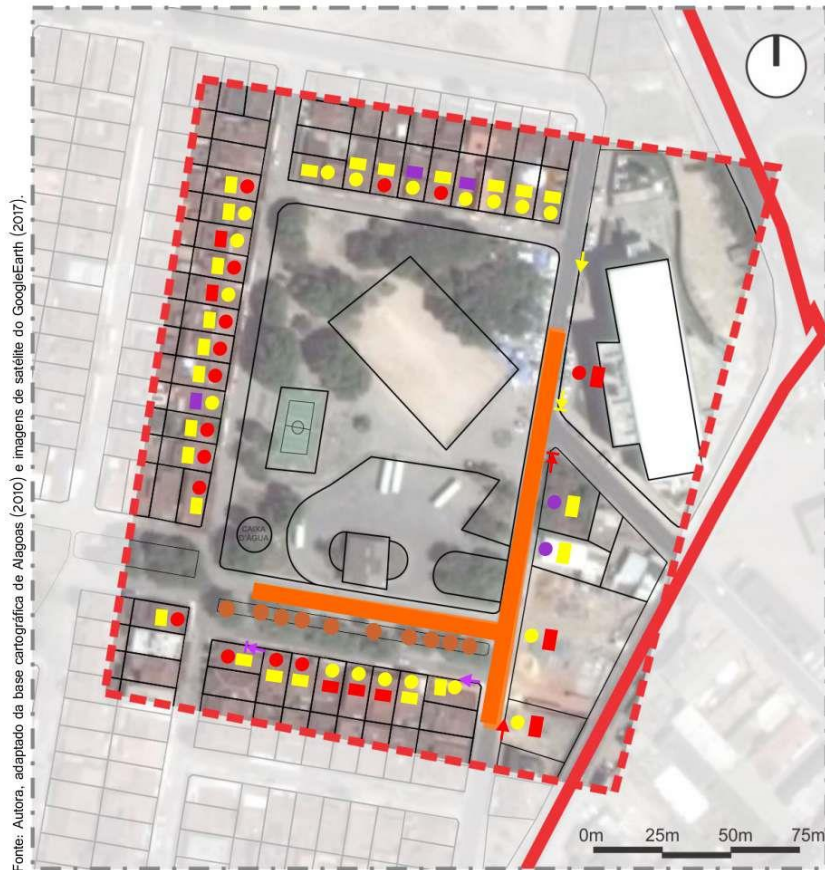 Fonte: Autora, adaptado da base cartográfica de Alagoas (2010) e imagens de satélite do GoogleEarth (2017).
CAIXA
D'ÁGUA
0m 25m 50m 75m